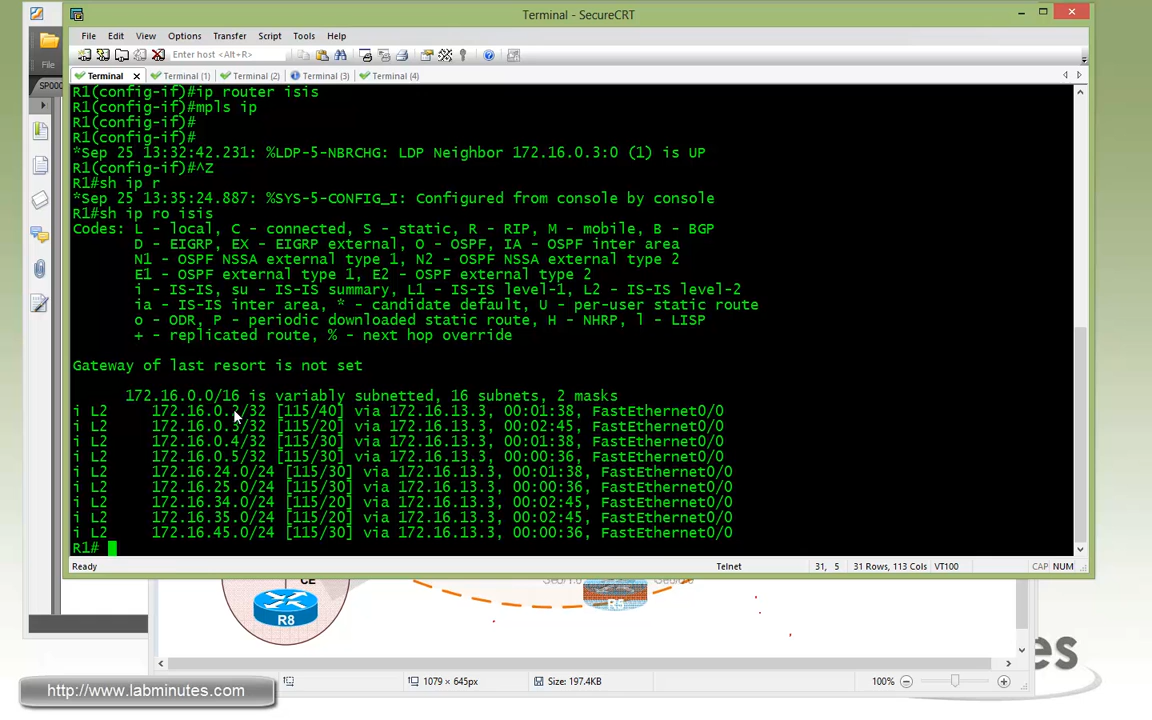 Terminal - SecureCRT
File Edit View Options Transfer Script Tools Help
Enter host <Alt+R>
File
Terminal Terminal (1) Terminal (2) Terminal (3) Terminal (4)
SP000
R1(config-if)#ip router isis
R1(config-if)#mpls ip
R1(config-if)#
R1(config-if)#
*Sep 25 13:32:42.231: %LDP-5-NBRCHG: LDP Neighbor 172.16.0.3:0 (1) is UP
R1(config-if)#^Z
R1#sh ip r
*Sep 25 13:35:24.887: %SYS-5-CONFIG_I: Configured from console by console
R1#sh ip ro isis
Codes: L - local, C - connected, S - static, R - RIP, M - mobile, B - BGP
D - EIGRP, EX - EIGRP external, O - OSPF, IA - OSPF inter area
N1 - OSPF NSSA external type 1, N2 - OSPF NSSA external type 2
E1 - OSPF external type 1, E2 - OSPF external type 2
i - IS-IS, su - IS-IS summary, L1 - IS-IS level-1, L2 - IS-IS level-2
ia - IS-IS inter area, * - candidate default, U - per-user static route
o - ODR, P - periodic downloaded static route, H - NHRP, l - LISP
+ - replicated route, % - next hop override
Gateway of last resort is not set
172.16.0.0/16 is variably subnetted, 16 subnets, 2 masks
i L2 172.16.0.2/32 [115/40] via 172.16.13.3, 00:01:38, FastEthernet0/0
i L2 172.16.0.3/32 [115/20] via 172.16.13.3, 00:02:45, FastEthernet0/0
i L2 172.16.0.4/32 [115/30] via 172.16.13.3, 00:01:38, FastEthernet0/0
i L2 172.16.0.5/32 [115/30] via 172.16.13.3, 00:00:36, FastEthernet0/0
i L2 172.16.24.0/24 [115/30] via 172.16.13.3, 00:01:38, FastEthernet0/0
i L2 172.16.25.0/24 [115/30] via 172.16.13.3, 00:00:36, FastEthernet0/0
i L2 172.16.34.0/24 [115/20] via 172.16.13.3, 00:02:45, FastEthernet0/0
i L2 172.16.35.0/24 [115/20] via 172.16.13.3, 00:02:45, FastEthernet0/0
i L2 172.16.45.0/24 [115/30] via 172.16.13.3, 00:00:36, FastEthernet0/0
R1#
Ready Telnet 31, 5 31 Rows, 113 Cols VT100 CAP NUM
CE
R5
R8
es
1079 × 645px Size: 197.4KB 100%
http://www.labminutes.com